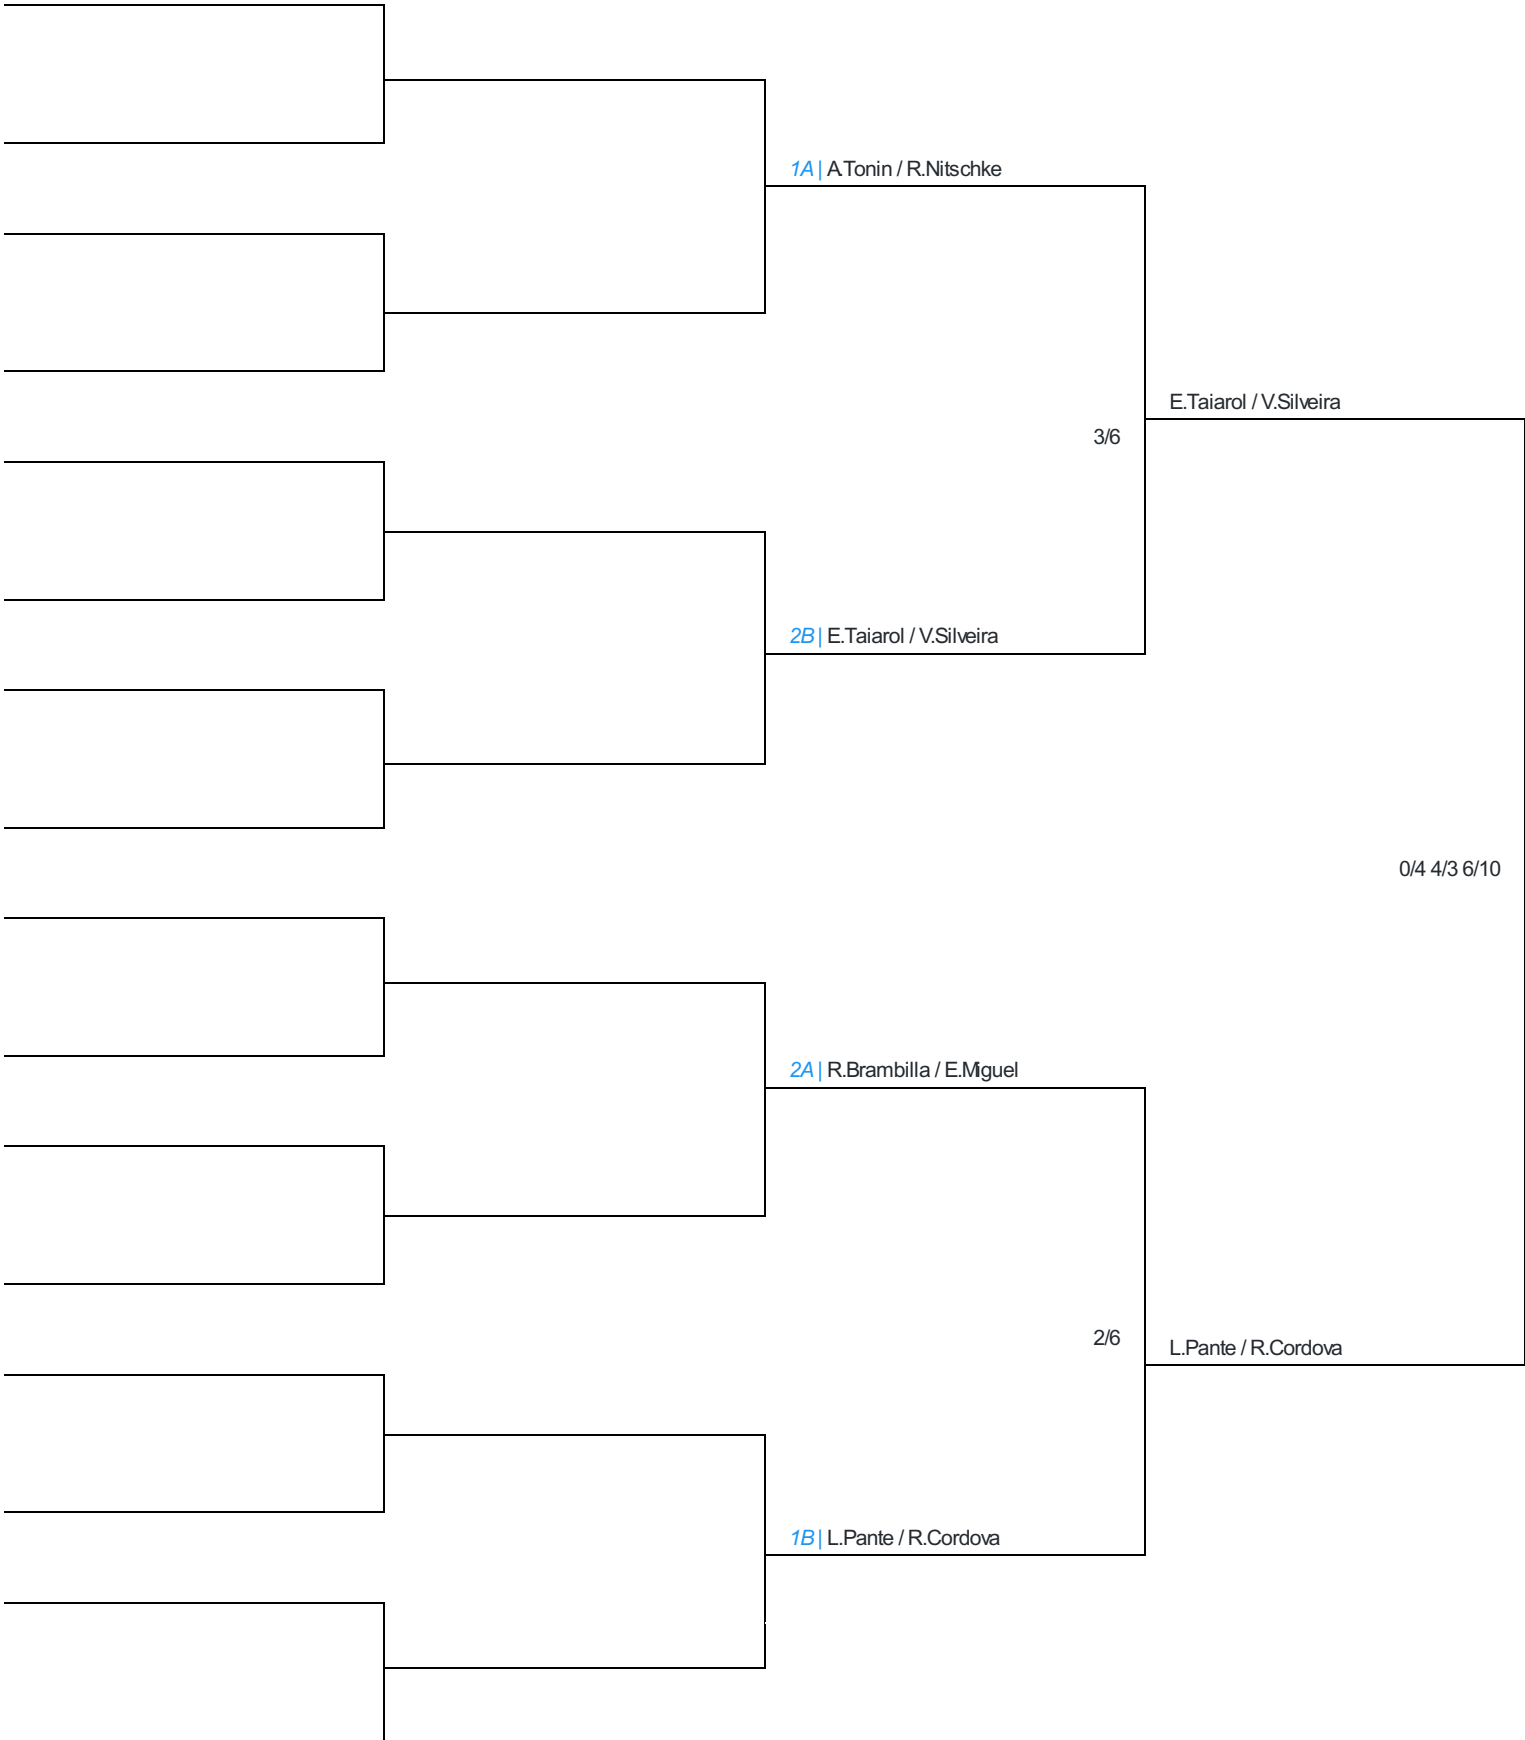 1A | A.Tonin / R.Nitschke
E.Taiarol / V.Silveira
3/6
2B | E.Taiarol / V.Silveira
0/4 4/3 6/10
2A | R.Brambilla / E.Miguel
2/6
L.Pante / R.Cordova
1B | L.Pante / R.Cordova